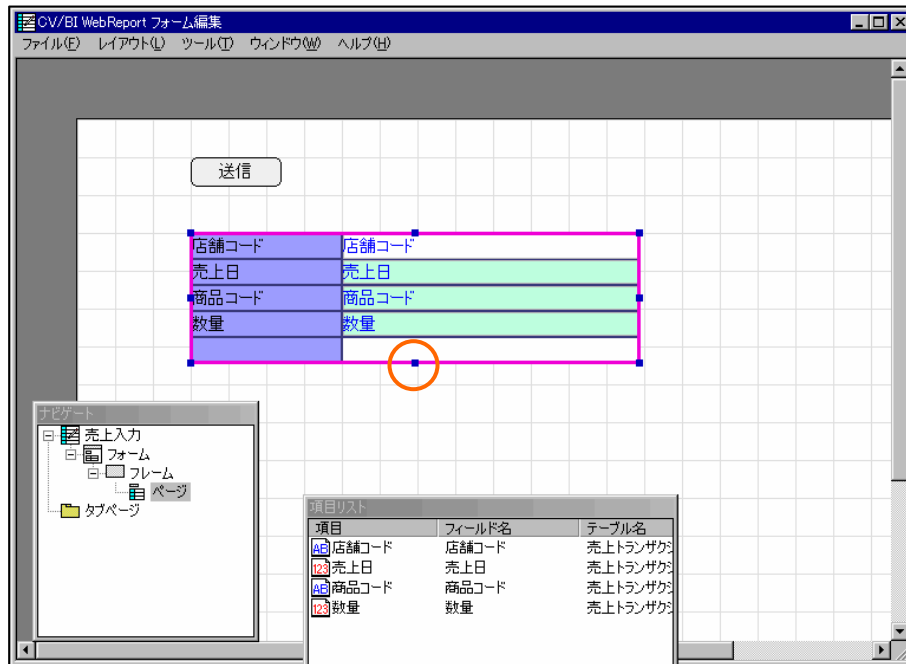 CV/BI WebReport フォーム編集
ファイル(F) レイアウト(L) ツール(T) ウィンドウ(W) ヘルプ(H)
送信
店舗コード 店舗コード
売上日 売上日
商品コード 商品コード
数量 数量
ナビゲート
売上入力
フォーム
フレーム
ページ
タブページ
項目リスト
項目 フィールド名 テーブル名
AB 店舗コード 店舗コード 売上トランザクシ
123 売上日 売上日 売上トランザクシ
AB 商品コード 商品コード 売上トランザクシ
123 数量 数量 売上トランザクシ